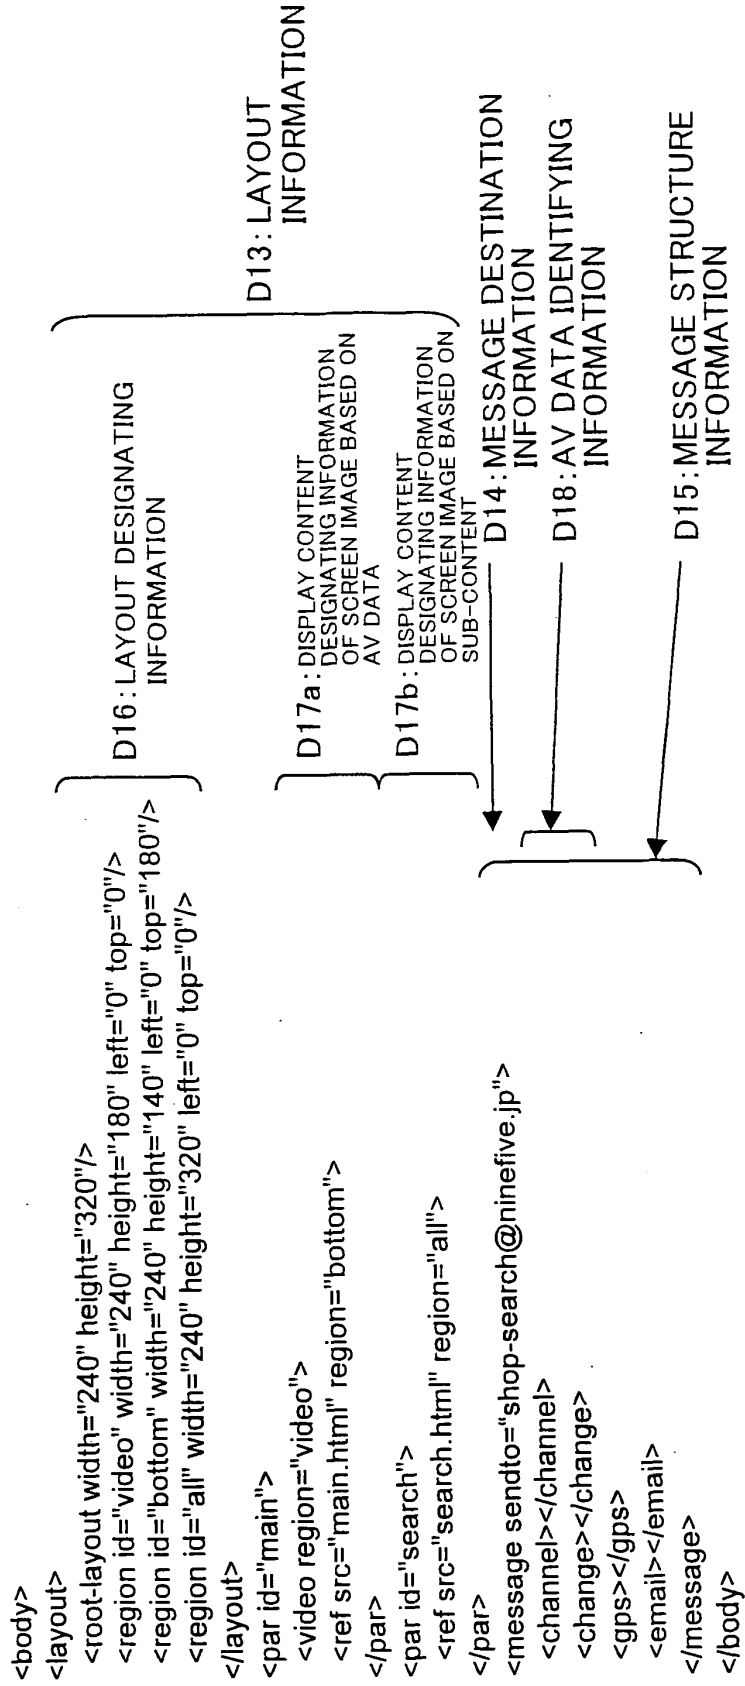 <body>
<layout>
<root-layout width="240" height="320"/>
<region id="video" width="240" height="180" left="0" top="0"/>
<region id="bottom" width="240" height="140" left="0" top="180"/>
<region id="all" width="240" height="320" left="0" top="0"/>
</layout>
<par id="main">
<video region="video">
<ref src="main.html" region="bottom">
</par>
<par id="search">
<ref src="search.html" region="all">
</par>
<message sendto="shop-search@ninefive.jp">
<channel></channel>
<change></change>
<gps></gps>
<email></email>
</message>
</body>
D16: LAYOUT DESIGNATING
INFORMATION
D17a: DISPLAY CONTENT
DESIGNATING INFORMATION
OF SCREEN IMAGE BASED ON
AV DATA
D17b: DISPLAY CONTENT
DESIGNATING INFORMATION
OF SCREEN IMAGE BASED ON
SUB-CONTENT
D13: LAYOUT
INFORMATION
D14: MESSAGE DESTINATION
INFORMATION
D18: AV DATA IDENTIFYING
INFORMATION
D15: MESSAGE STRUCTURE
INFORMATION